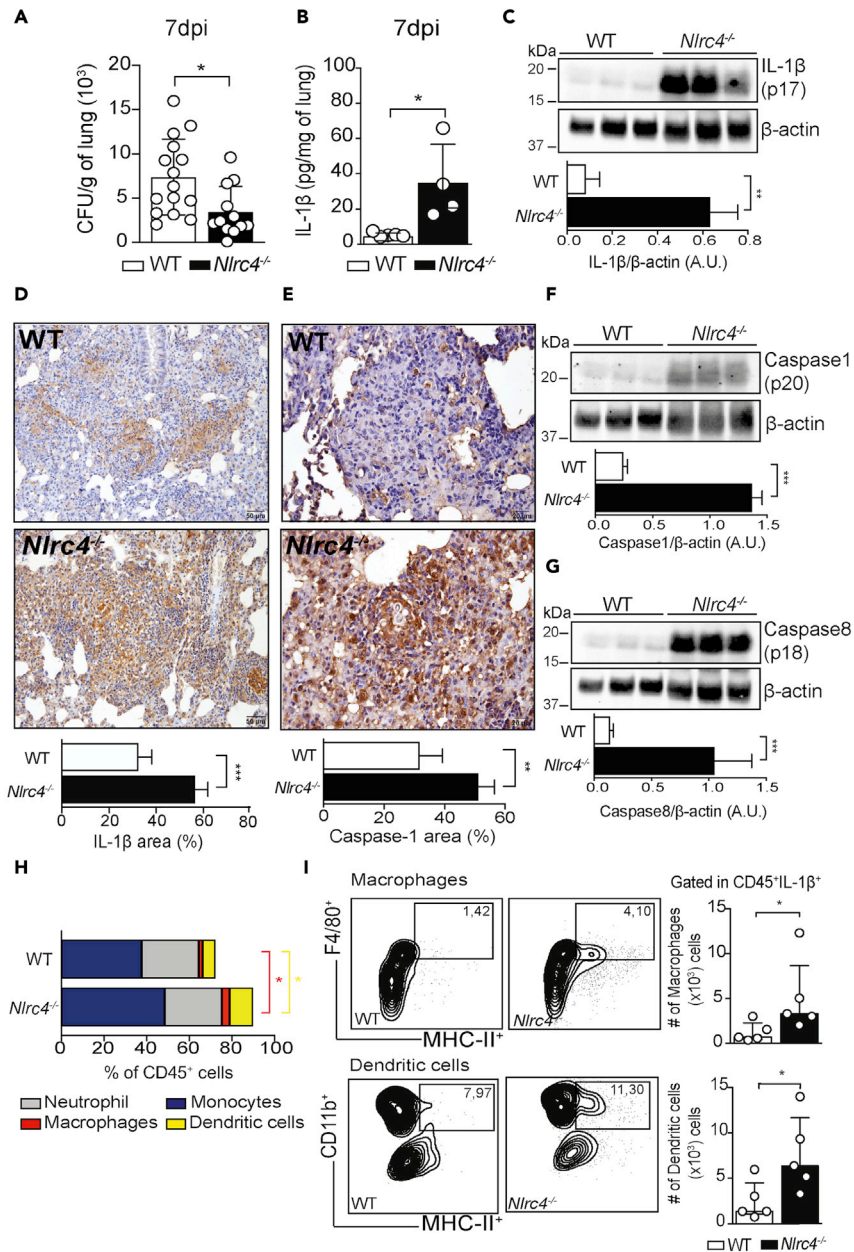 A
7dpi
CFU/g of lung (10³)
20
15
10
5
0
*
WT
Nlrc4-/-
B
7dpi
IL-1β (pg/mg of lung)
100
80
60
40
20
0
*
WT
Nlrc4-/-
C
WT
Nlrc4-/-
kDa
20
15
IL-1β
(p17)
37
β-actin
WT
Nlrc4-/-
**
0.0 0.2 0.4 0.6 0.8
IL-1β/β-actin (A.U.)
D
WT
50 µm
Nlrc4-/-
50 µm
WT
Nlrc4-/-
***
0 20 40 60 80
IL-1β area (%)
E
WT
20 µm
Nlrc4-/-
20 µm
WT
Nlrc4-/-
**
0 20 40 60
Caspase-1 area (%)
F
WT
Nlrc4-/-
kDa
20
Caspase1
(p20)
37
β-actin
WT
Nlrc4-/-
***
0.0 0.5 1.0 1.5
Caspase1/β-actin (A.U.)
G
WT
Nlrc4-/-
kDa
20
15
Caspase8
(p18)
37
β-actin
WT
Nlrc4-/-
***
0.0 0.5 1.0 1.5
Caspase8/β-actin (A.U.)
H
WT
Nlrc4-/-
* *
0 20 40 60 80 100
% of CD45+ cells
Neutrophil
Monocytes
Macrophages
Dendritic cells
I
Macrophages
Gated in CD45+IL-1β+
F4/80+
1,42
WT
4,10
Nlrc4-/-
MHC-II+
# of Macrophages
(x10³) cells
15
10
5
0
*
Dendritic cells
CD11b+
7,97
WT
11,30
Nlrc4-/-
MHC-II+
# of Dendritic cells
(x10³) cells
15
10
5
0
*
WT
Nlrc4-/-